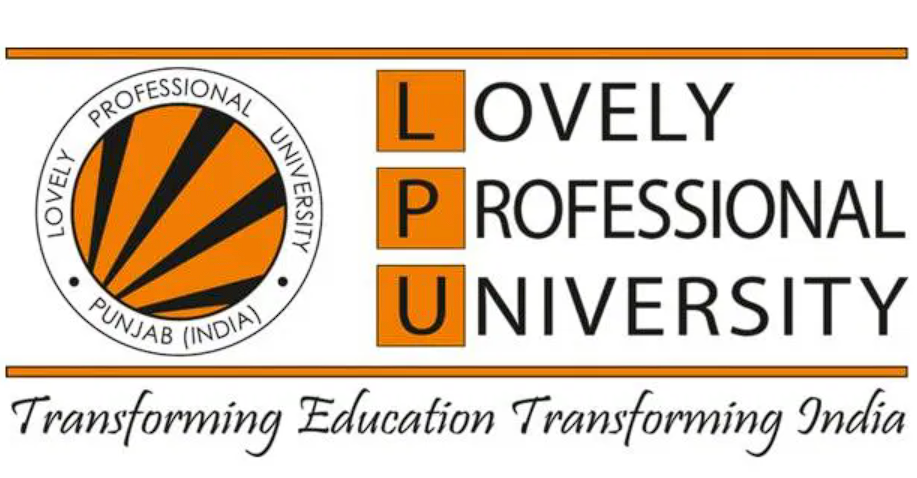 LOVELY PROFESSIONAL UNIVERSITY
PUNJAB (INDIA)
LOVELY
PROFESSIONAL
UNIVERSITY
Transforming Education Transforming India